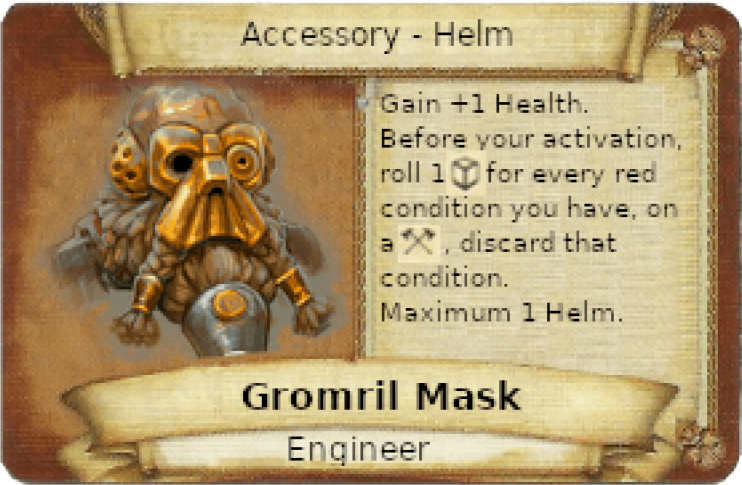 Accessory - Helm
Gain +1 Health.
Before your activation,
roll 1 for every red
condition you have, on
a , discard that
condition.
Maximum 1 Helm.
Gromril Mask
Engineer